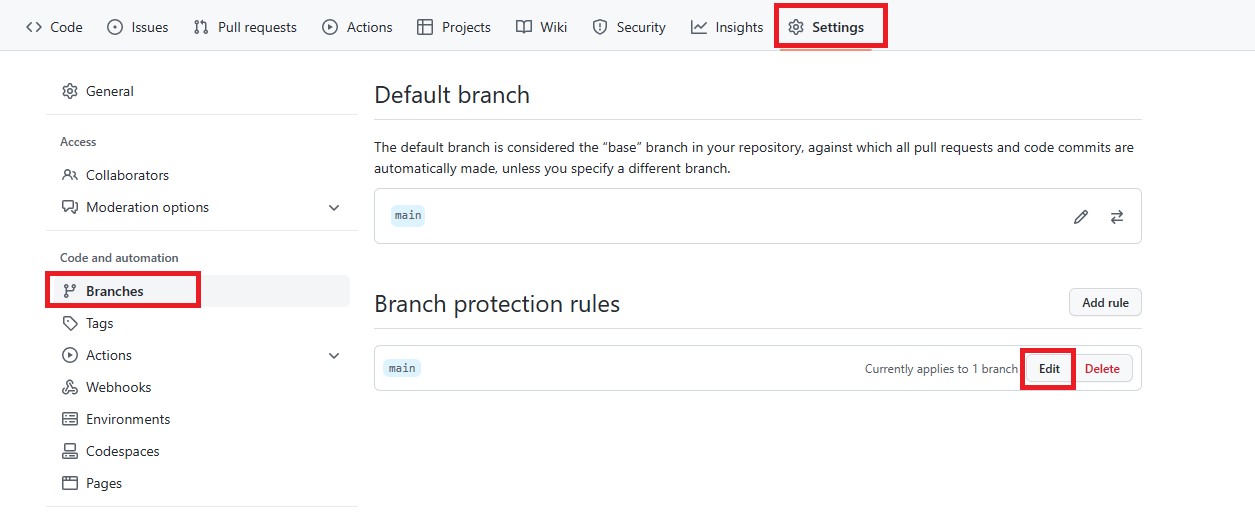 Code Issues Pull requests Actions Projects Wiki Security Insights Settings
General
Access
Collaborators
Moderation options
Code and automation
Branches
Tags
Actions
Webhooks
Environments
Codespaces
Pages
Default branch
The default branch is considered the “base” branch in your repository, against which all pull requests and code commits are
automatically made, unless you specify a different branch.
main
Branch protection rules
Add rule
main
Currently applies to 1 branch
Edit
Delete